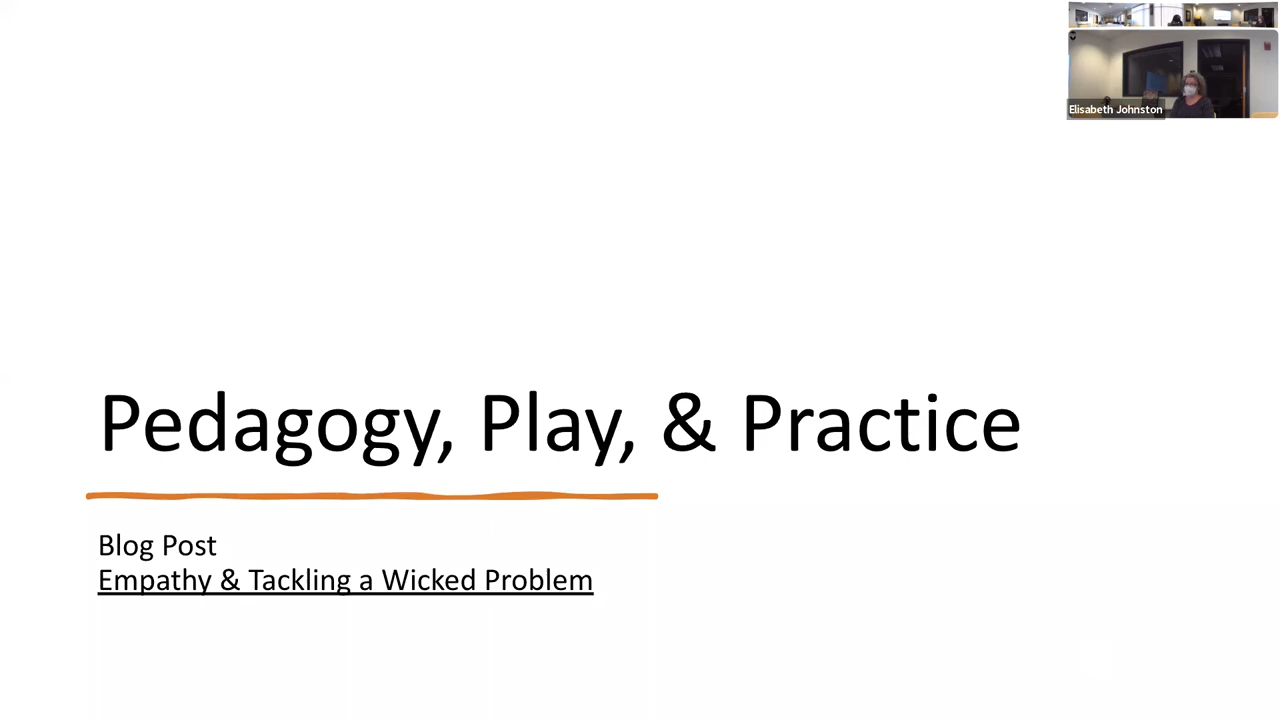 Elisabeth Johnston
Pedagogy, Play, & Practice
Blog Post
Empathy & Tackling a Wicked Problem